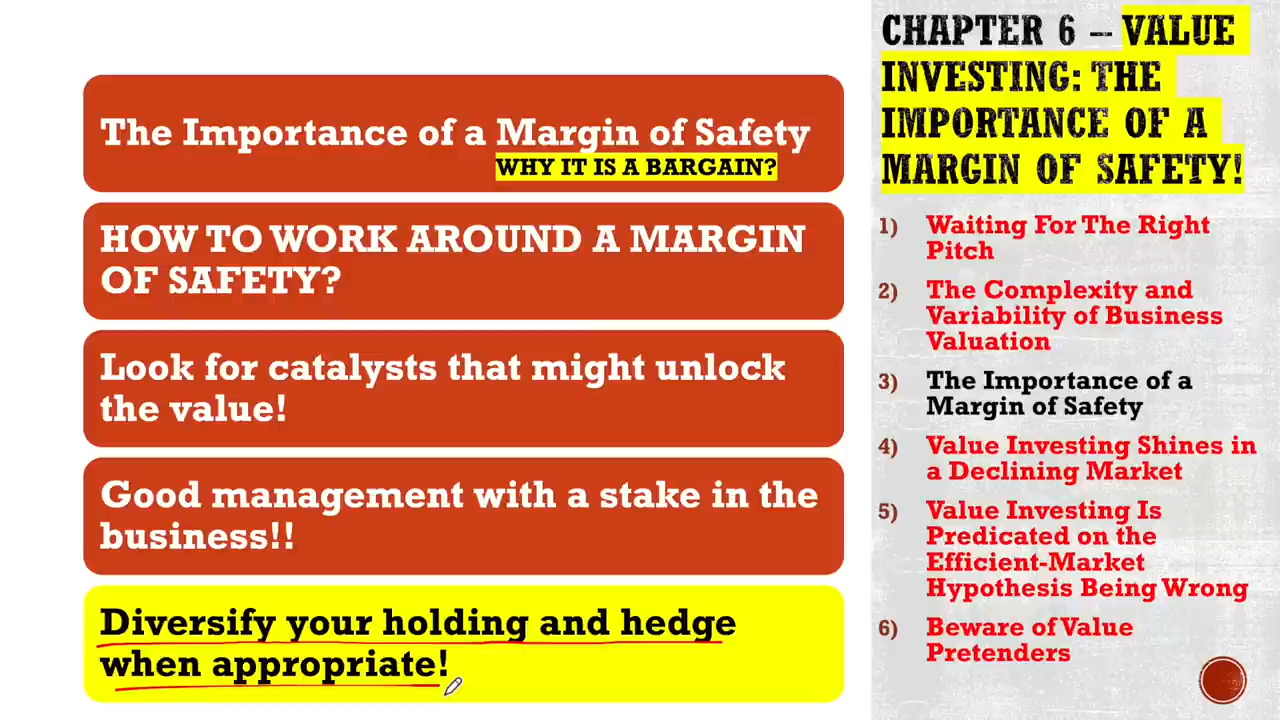 The Importance of a Margin of Safety
WHY IT IS A BARGAIN?
HOW TO WORK AROUND A MARGIN
OF SAFETY?
Look for catalysts that might unlock
the value!
Good management with a stake in the
business!!
Diversify your holding and hedge
when appropriate!
CHAPTER 6 – VALUE
INVESTING: THE
IMPORTANCE OF A
MARGIN OF SAFETY!
1) Waiting For The Right
Pitch
2) The Complexity and
Variability of Business
Valuation
3) The Importance of a
Margin of Safety
4) Value Investing Shines in
a Declining Market
5) Value Investing Is
Predicated on the
Efficient-Market
Hypothesis Being Wrong
6) Beware of Value
Pretenders